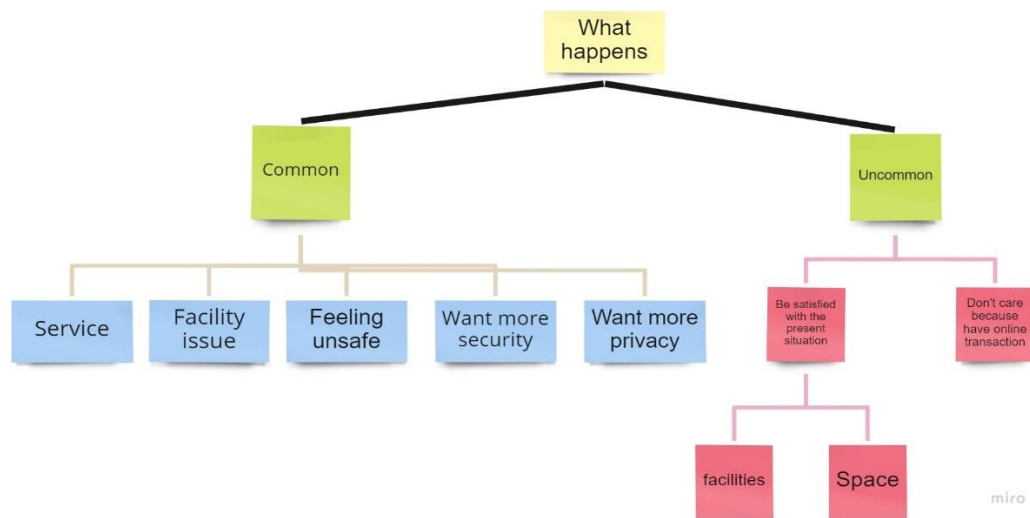 What
happens
Common
Uncommon
Service
Facility
issue
Feeling
unsafe
Want more
security
Want more
privacy
Be satisfied
with the
present
situation
Don't care
because
have online
transaction
facilities
Space
miro